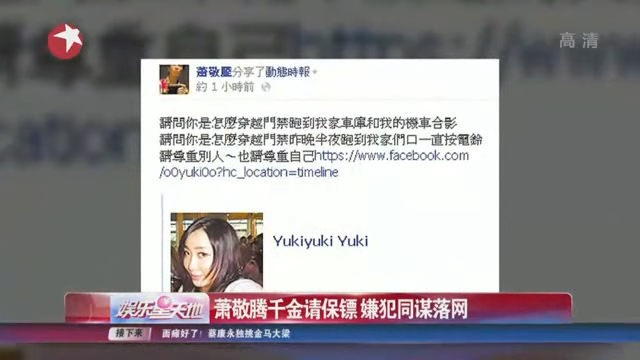 高清
蕭敬騰分享了動態時報
約 1 小時前
請問你是怎麼穿越門禁跑到我家車庫和我的機車合影
請問你是怎麼穿越門禁昨晚半夜跑到我家們口一直按電鈴
請尊重別人～也請尊重自己https://www.facebook.com
/o0yuki0o?hc_location=timeline
Yukiyuki Yuki
娱乐星天地
萧敬腾千金请保镖 嫌犯同谋落网
接下来
面瘫好了! 蔡康永独挑金马大梁